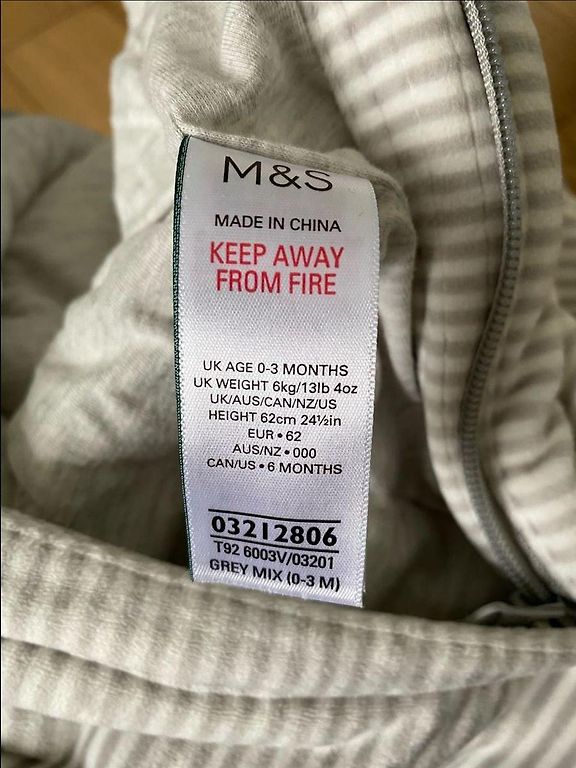 M&S
MADE IN CHINA
KEEP AWAY
FROM FIRE
UK AGE 0-3 MONTHS
UK WEIGHT 6kg/13lb 4oz
UK/AUS/CAN/NZ/US
HEIGHT 62cm 24½in
EUR • 62
AUS/NZ • 000
CAN/US • 6 MONTHS
03212806
T92 6003V/03201
GREY MIX (0-3 M)